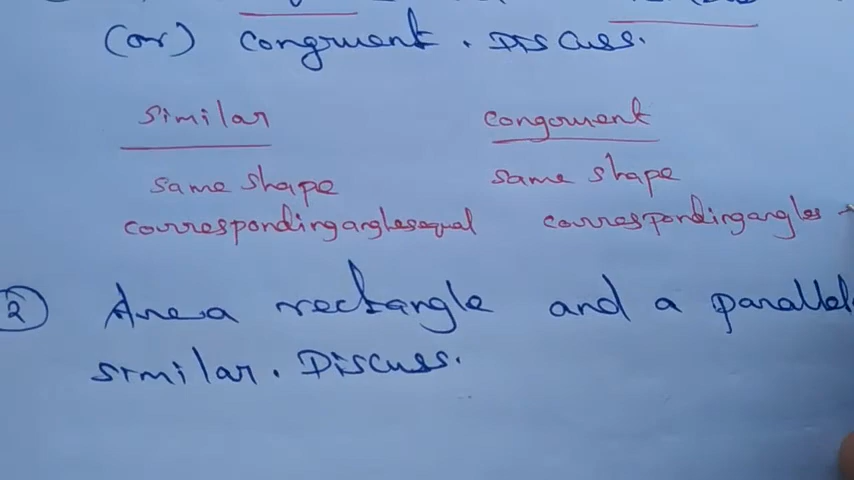 (or) congruent. Discuss.
similar
congruent
same shape
same shape
corresponding angles equal
corresponding angles
2 Are a rectangle and a parallel
similar. Discuss.